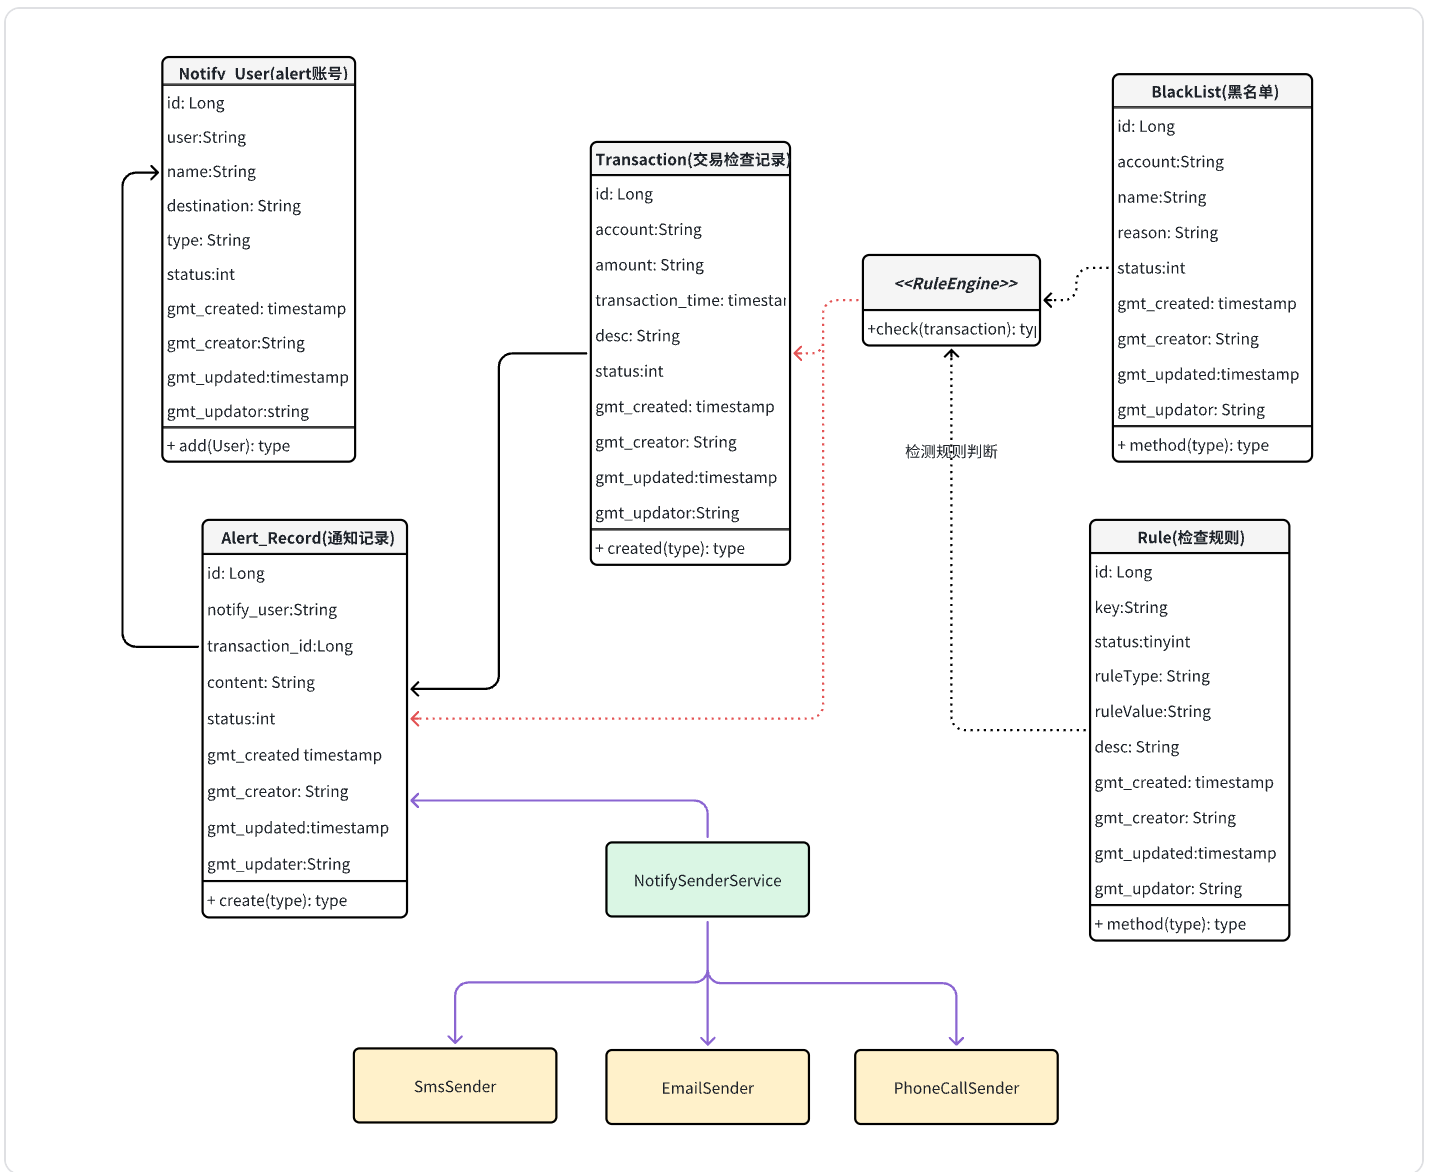 Notify_User(alert账号)
id: Long
user:String
name:String
destination: String
type: String
status:int
gmt_created: timestamp
gmt_creator:String
gmt_updated:timestamp
gmt_updator:string
+ add(User): type
Transaction(交易检查记录)
id: Long
account:String
amount: String
transaction_time: timesta
desc: String
status:int
gmt_created: timestamp
gmt_creator: String
gmt_updated:timestamp
gmt_updator:String
+ created(type): type
<<RuleEngine>>
+check(transaction): ty
BlackList(黑名单)
id: Long
account:String
name:String
reason: String
status:int
gmt_created: timestamp
gmt_creator: String
gmt_updated:timestamp
gmt_updator: String
+ method(type): type
检测规则判断
Alert_Record(通知记录)
id: Long
notify_user:String
transaction_id:Long
content: String
status:int
gmt_created timestamp
gmt_creator: String
gmt_updated:timestamp
gmt_updater:String
+ create(type): type
Rule(检查规则)
id: Long
key:String
status:tinyint
ruleType: String
ruleValue:String
desc: String
gmt_created: timestamp
gmt_creator: String
gmt_updated:timestamp
gmt_updator: String
+ method(type): type
NotifySenderService
SmsSender
EmailSender
PhoneCallSender